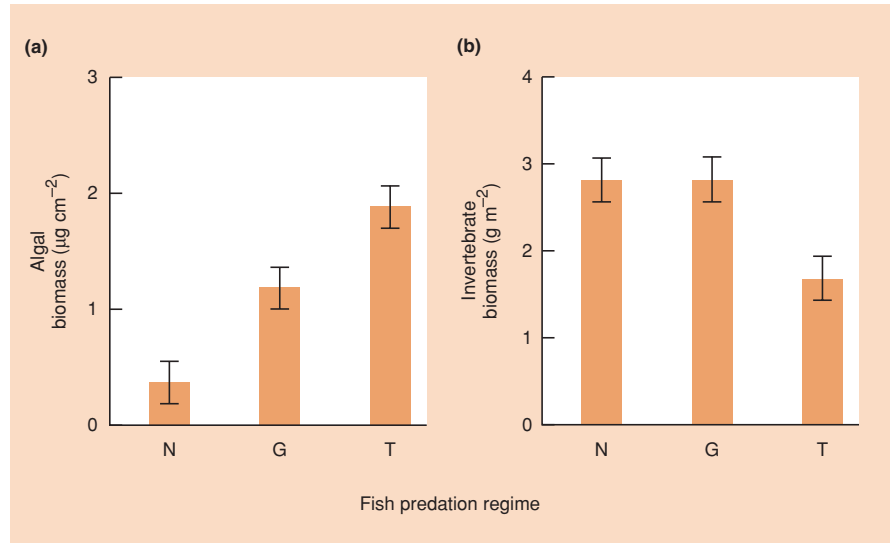 (a)
3
2
1
0
Algal
biomass (µg cm⁻²)
N G T
(b)
4
3
2
1
0
Invertebrate
biomass (g m⁻²)
N G T
Fish predation regime